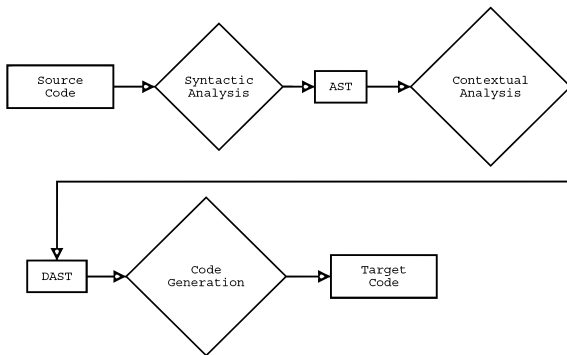 Source
Code
Syntactic
Analysis
AST
Contextual
Analysis
DAST
Code
Generation
Target
Code